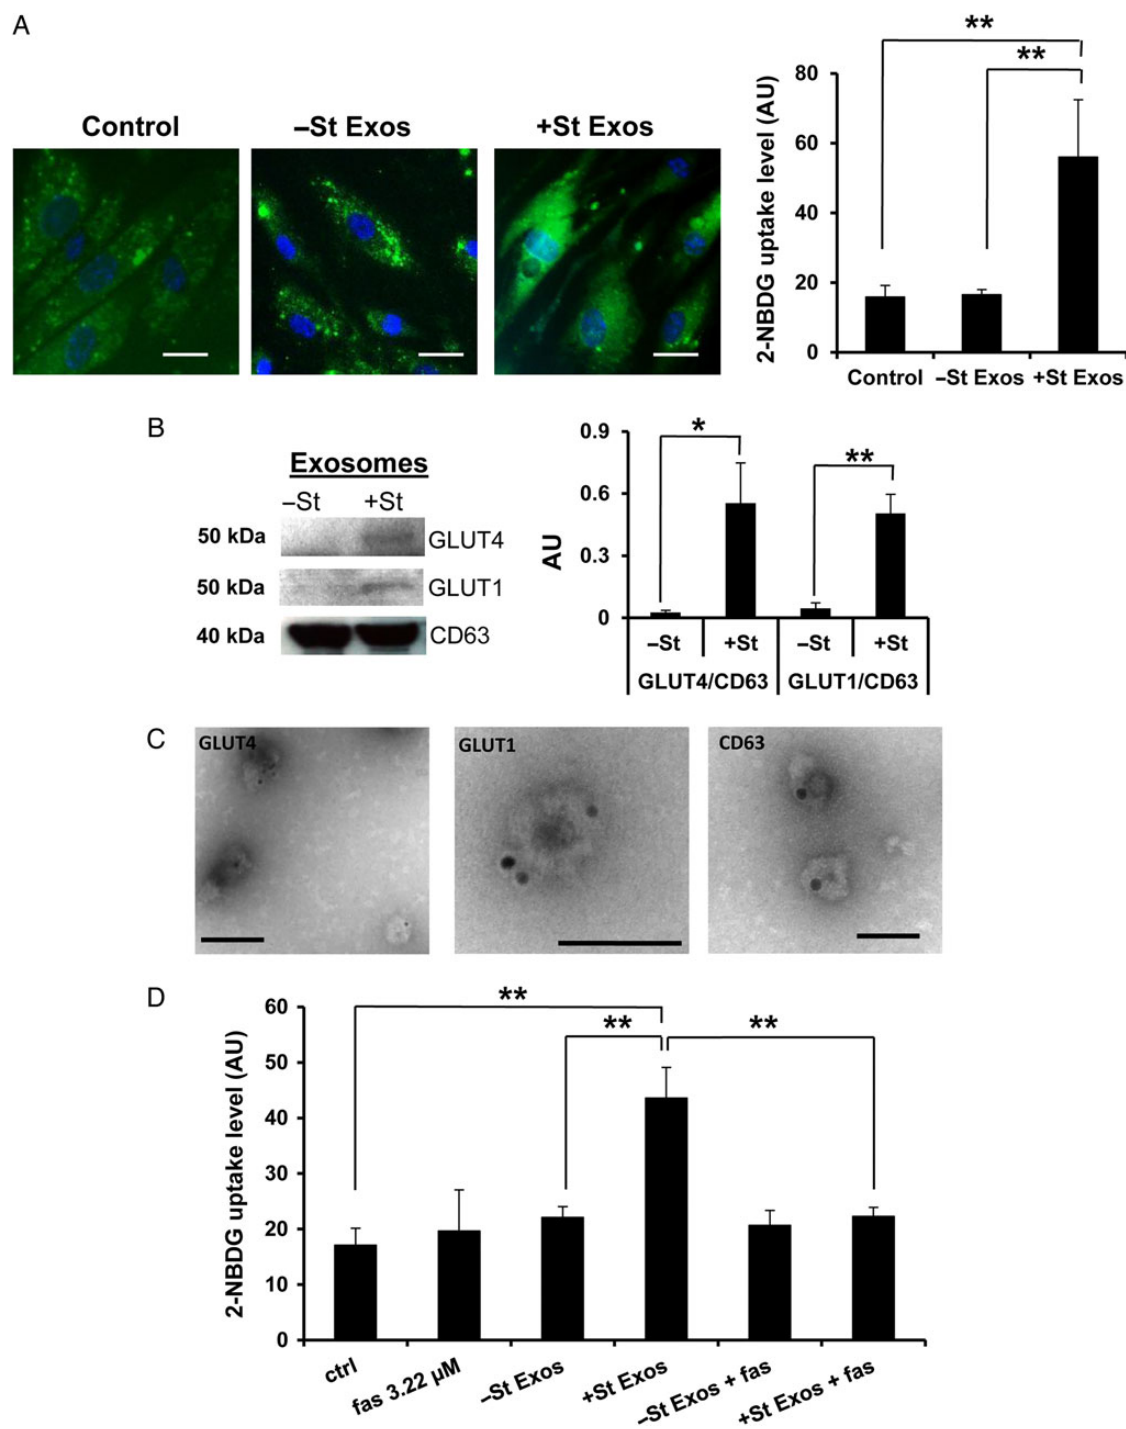 A
Control
–St Exos
+St Exos
**
**
2-NBDG uptake level (AU)
80
60
40
20
0
Control –St Exos +St Exos
B
Exosomes
–St +St
50 kDa GLUT4
50 kDa GLUT1
40 kDa CD63
*
**
AU
0.9
0.6
0.3
0
–St +St –St +St
GLUT4/CD63 GLUT1/CD63
C
GLUT4
GLUT1
CD63
D
**
** **
2-NBDG uptake level (AU)
60
50
40
30
20
10
0
ctrl
fas 3.22 µM
–St Exos
+St Exos
–St Exos + fas
+St Exos + fas